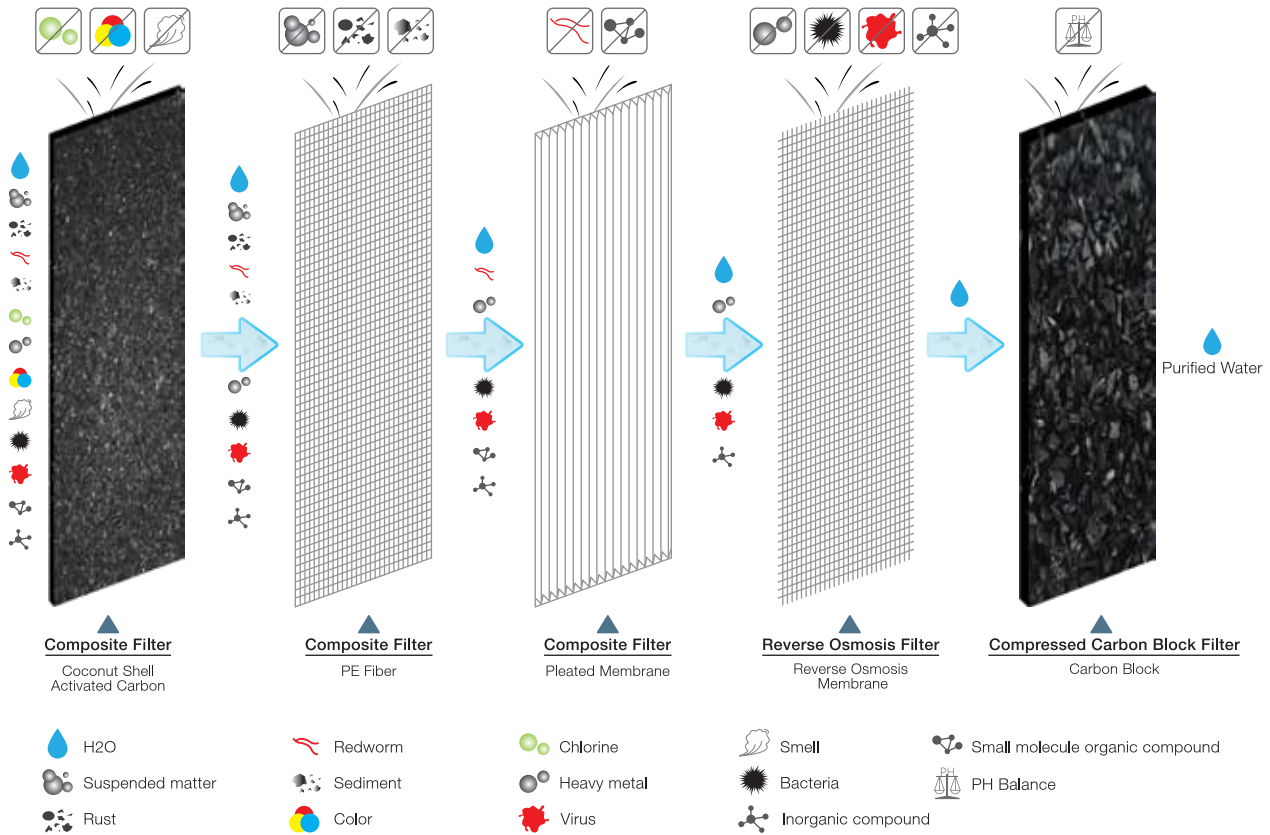 PH
Purified Water
Composite Filter
Coconut Shell
Activated Carbon
Composite Filter
PE Fiber
Composite Filter
Pleated Membrane
Reverse Osmosis Filter
Reverse Osmosis
Membrane
Compressed Carbon Block Filter
Carbon Block
H2O
Redworm
Chlorine
Smell
Small molecule organic compound
Suspended matter
Sediment
Heavy metal
Bacteria
PH
PH Balance
Rust
Color
Virus
Inorganic compound